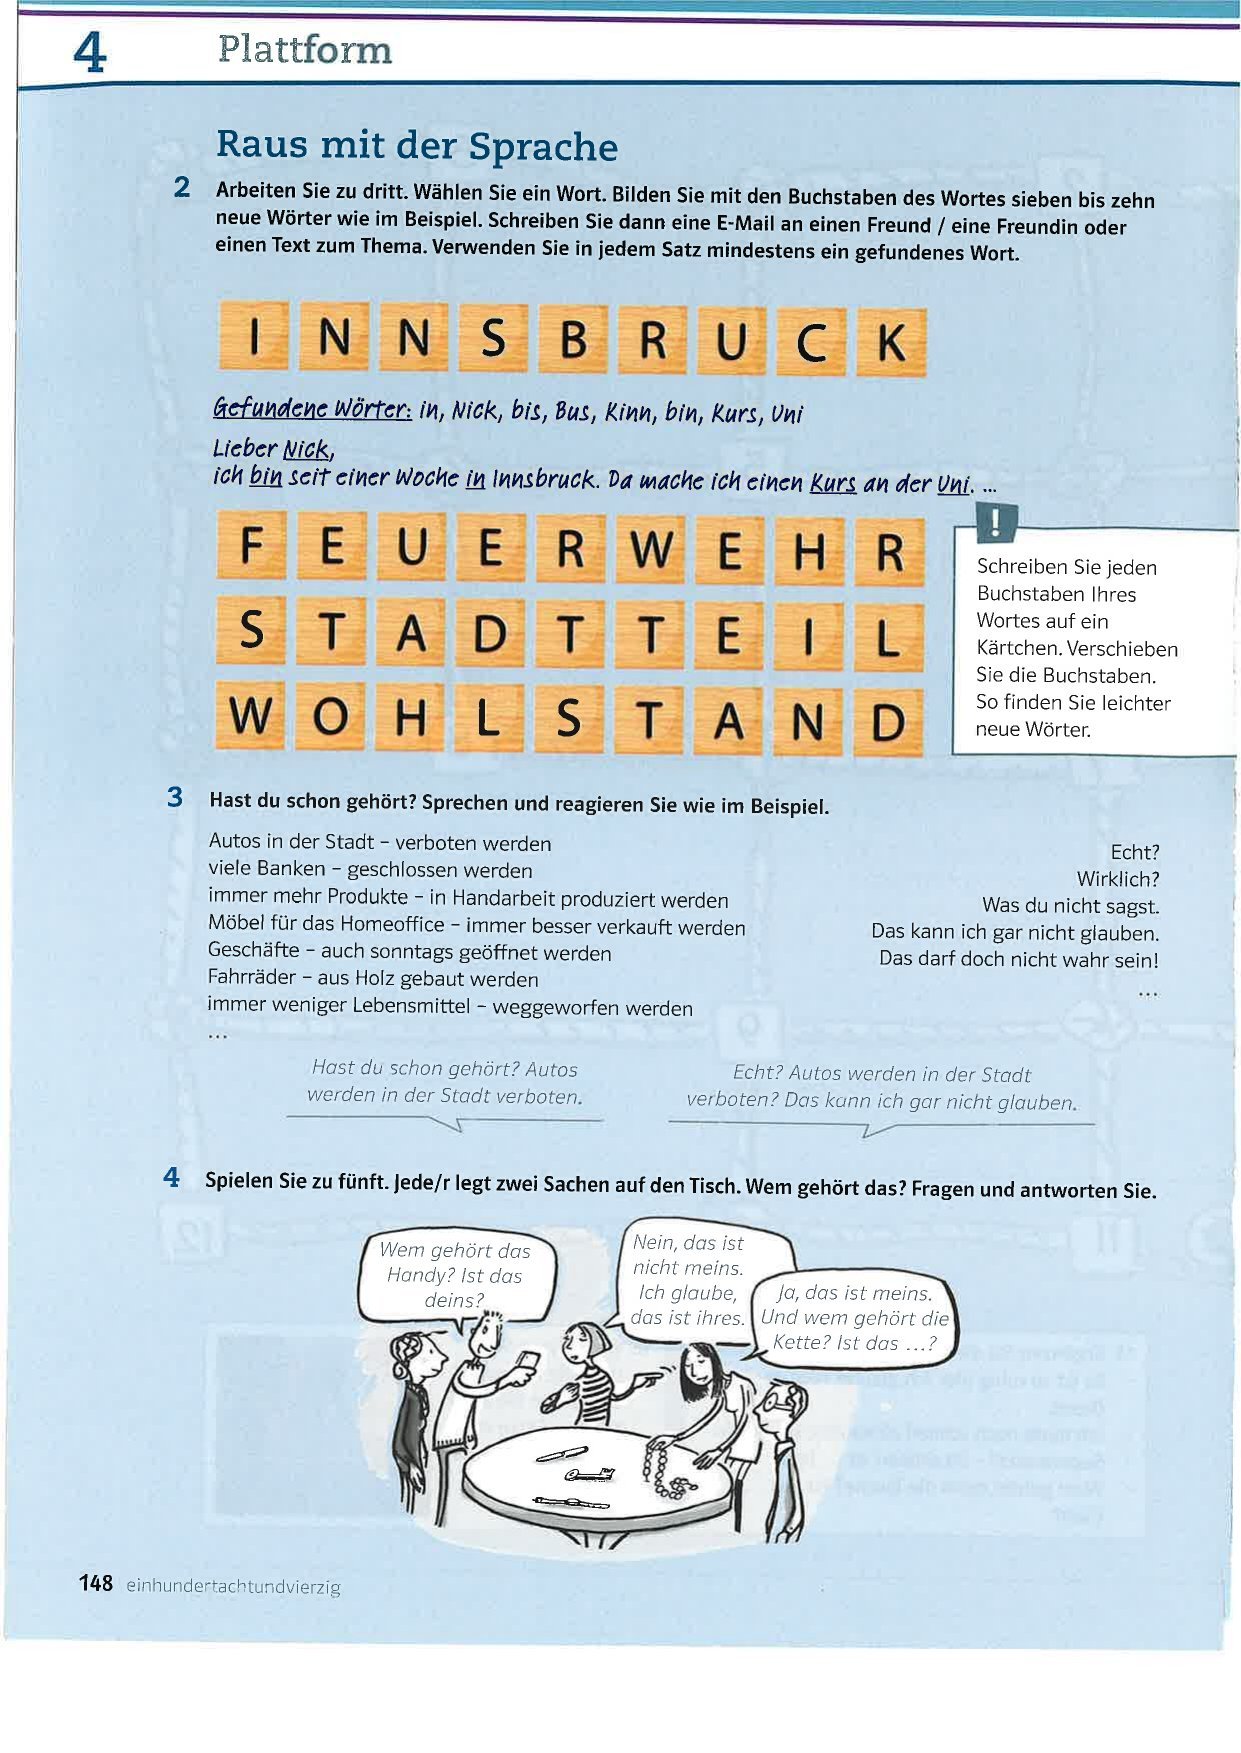 4 Plattform
Raus mit der Sprache
2 Arbeiten Sie zu dritt. Wählen Sie ein Wort. Bilden Sie mit den Buchstaben des Wortes sieben bis zehn
neue Wörter wie im Beispiel. Schreiben Sie dann eine E-Mail an einen Freund / eine Freundin oder
einen Text zum Thema. Verwenden Sie in jedem Satz mindestens ein gefundenes Wort.
I N N S B R U C K
Gefundene Wörter: in, Nick, bis, Bus, Kinn, bin, Kurs, Uni
Lieber Nick,
ich bin seit einer Woche in Innsbruck. Da mache ich einen Kurs an der Uni. ...
F E U E R W E H R
S T A D T T E I L
W O H L S T A N D
!
Schreiben Sie jeden
Buchstaben Ihres
Wortes auf ein
Kärtchen. Verschieben
Sie die Buchstaben.
So finden Sie leichter
neue Wörter.
3 Hast du schon gehört? Sprechen und reagieren Sie wie im Beispiel.
Autos in der Stadt – verboten werden
viele Banken – geschlossen werden
immer mehr Produkte – in Handarbeit produziert werden
Möbel für das Homeoffice – immer besser verkauft werden
Geschäfte – auch sonntags geöffnet werden
Fahrräder – aus Holz gebaut werden
immer weniger Lebensmittel – weggeworfen werden
...
Echt?
Wirklich?
Was du nicht sagst.
Das kann ich gar nicht glauben.
Das darf doch nicht wahr sein!
...
Hast du schon gehört? Autos
werden in der Stadt verboten.
Echt? Autos werden in der Stadt
verboten? Das kann ich gar nicht glauben.
4 Spielen Sie zu fünft. Jede/r legt zwei Sachen auf den Tisch. Wem gehört das? Fragen und antworten Sie.
Wem gehört das
Handy? Ist das
deins?
Nein, das ist
nicht meins.
Ich glaube,
das ist ihres.
Ja, das ist meins.
Und wem gehört die
Kette? Ist das ...?
148 einhundertachtundvierzig